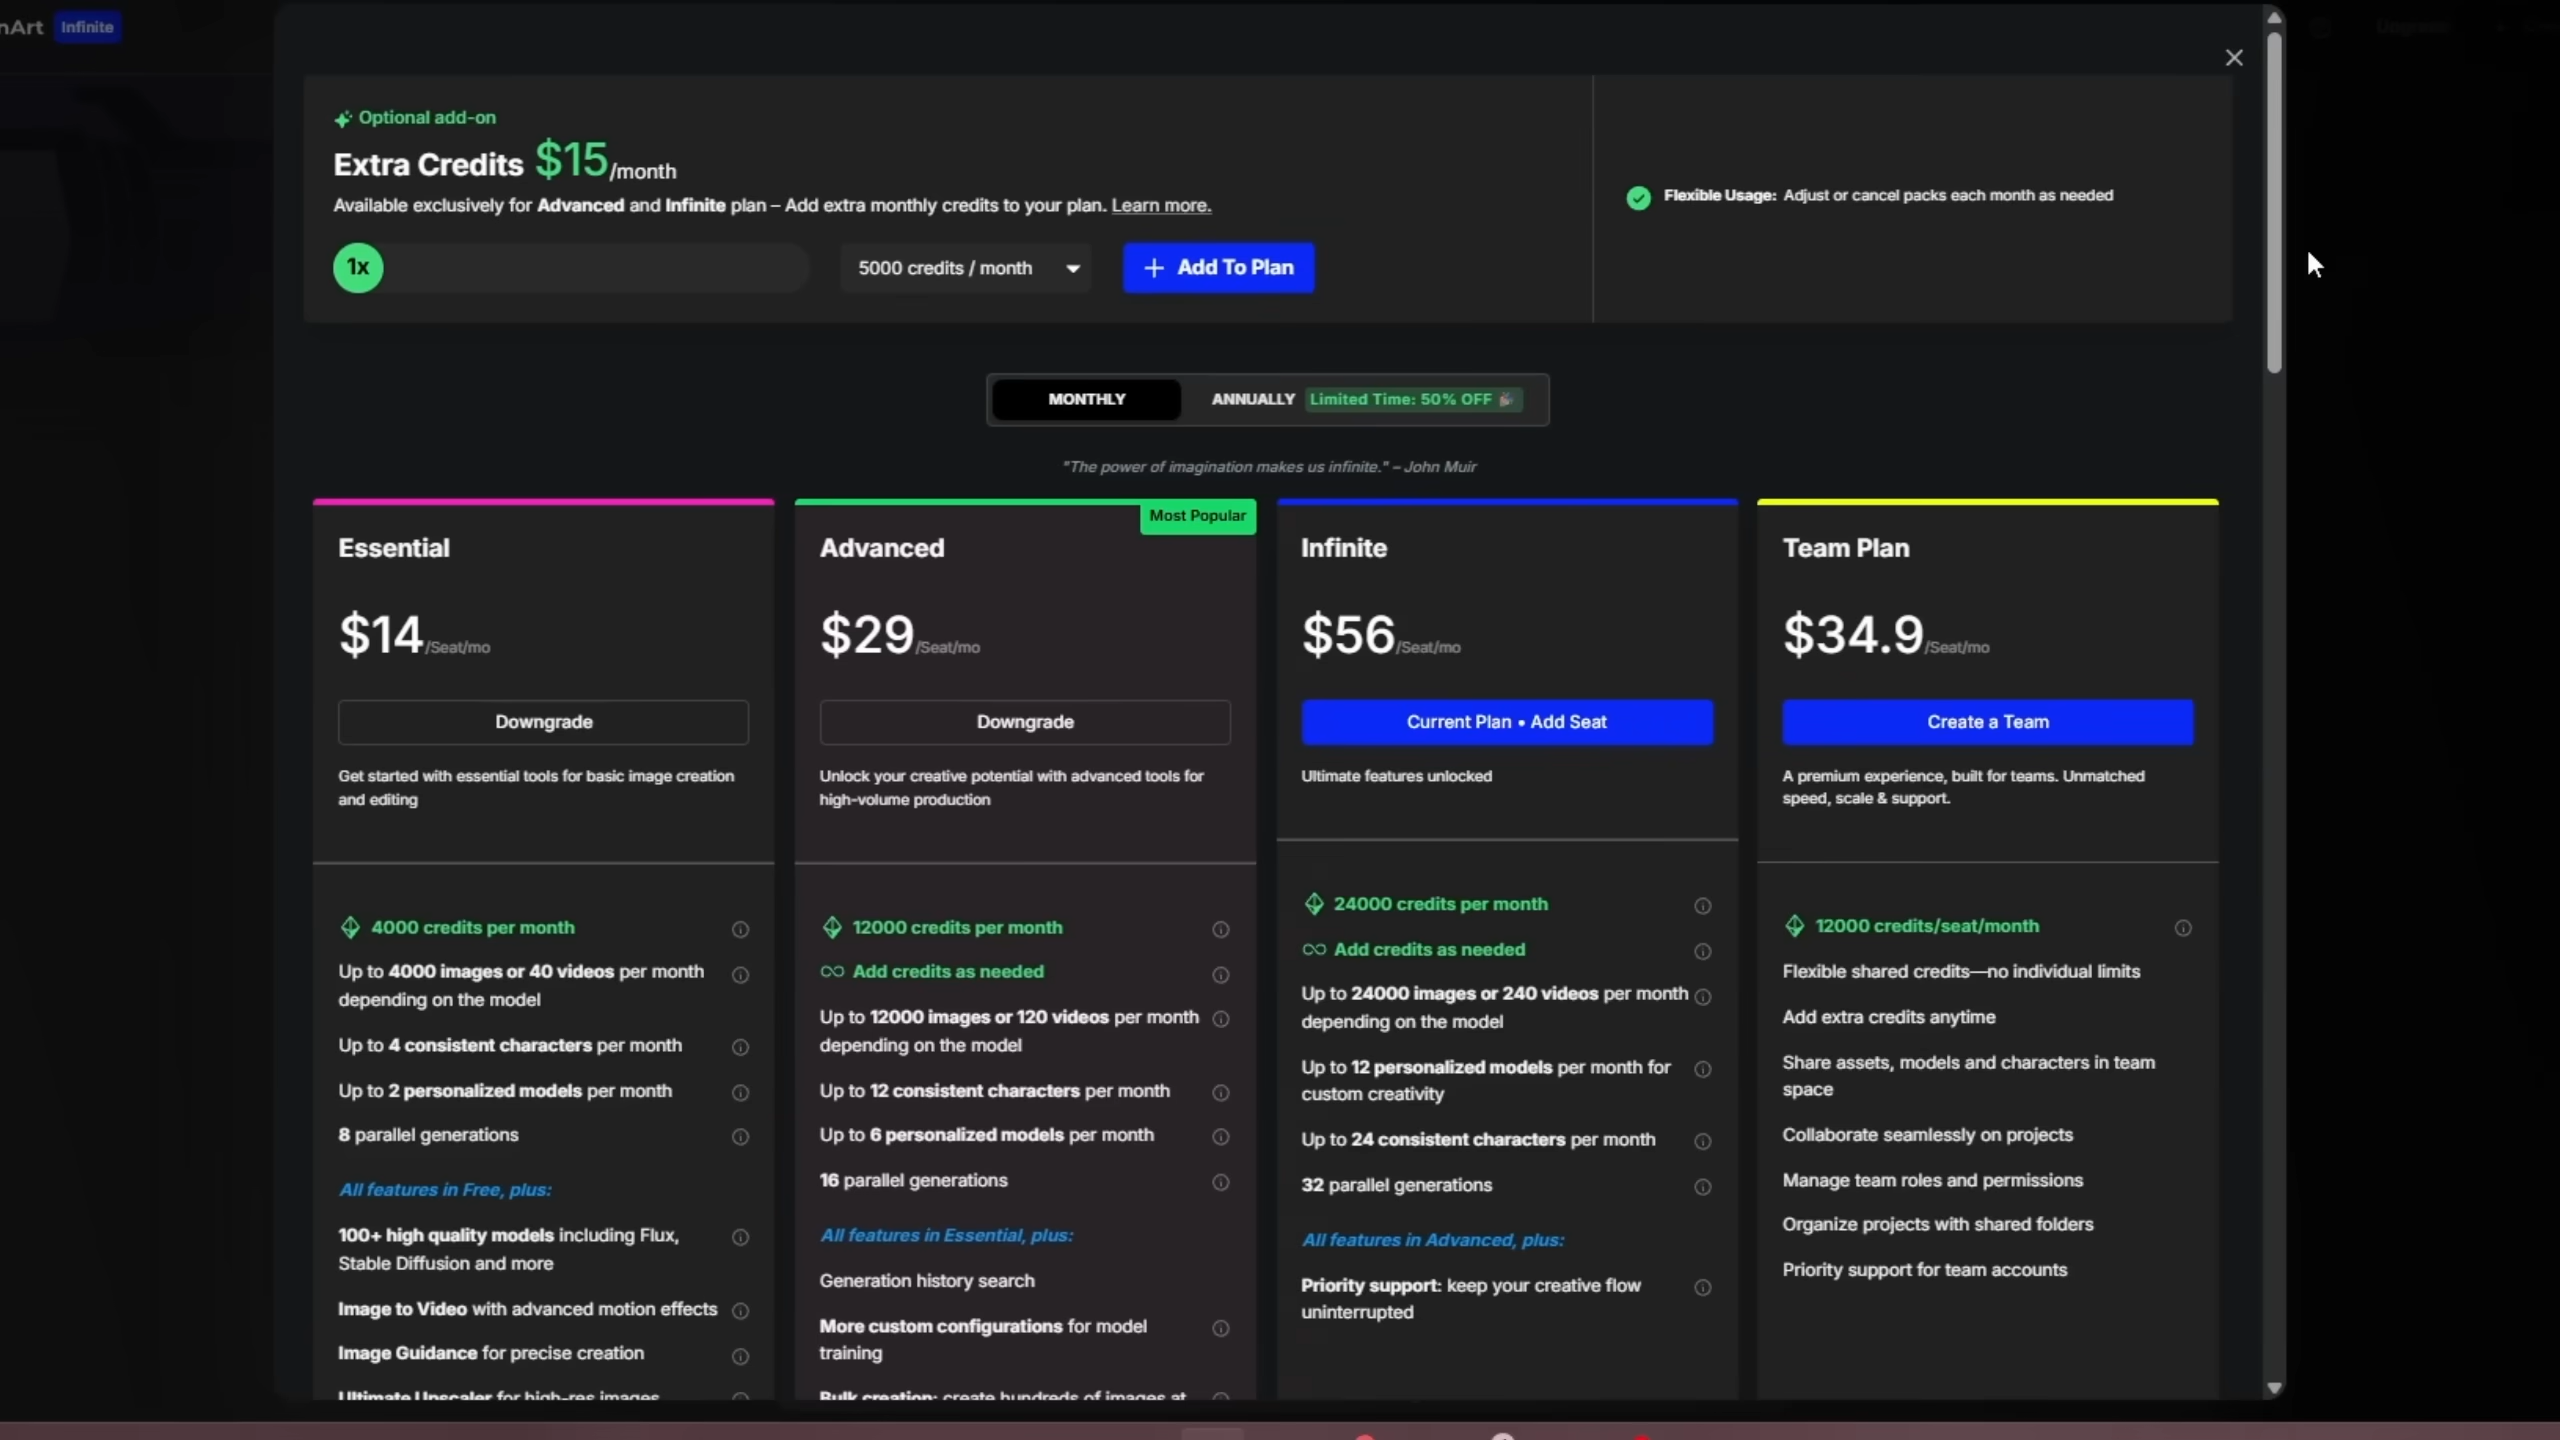 nArt Infinite
Optional add-on
Extra Credits $15/month
Available exclusively for Advanced and Infinite plan – Add extra monthly credits to your plan. Learn more.
1x
5000 credits / month
+ Add To Plan
Flexible Usage: Adjust or cancel packs each month as needed
MONTHLY
ANNUALLY Limited Time: 50% OFF
"The power of imagination makes us infinite." – John Muir
Essential
$14/Seat/mo
Downgrade
Get started with essential tools for basic image creation
and editing
4000 credits per month
Up to 4000 images or 40 videos per month
depending on the model
Up to 4 consistent characters per month
Up to 2 personalized models per month
8 parallel generations
All features in Free, plus:
100+ high quality models including Flux,
Stable Diffusion and more
Image to Video with advanced motion effects
Image Guidance for precise creation
Ultimate Upscaler for high-res images
Most Popular
Advanced
$29/Seat/mo
Downgrade
Unlock your creative potential with advanced tools for
high-volume production
12000 credits per month
Add credits as needed
Up to 12000 images or 120 videos per month
depending on the model
Up to 12 consistent characters per month
Up to 6 personalized models per month
16 parallel generations
All features in Essential, plus:
Generation history search
More custom configurations for model
training
Bulk creation: create hundreds of images at
Infinite
$56/Seat/mo
Current Plan • Add Seat
Ultimate features unlocked
24000 credits per month
Add credits as needed
Up to 24000 images or 240 videos per month
depending on the model
Up to 12 personalized models per month for
custom creativity
Up to 24 consistent characters per month
32 parallel generations
All features in Advanced, plus:
Priority support: keep your creative flow
uninterrupted
Team Plan
$34.9/Seat/mo
Create a Team
A premium experience, built for teams. Unmatched
speed, scale & support.
12000 credits/seat/month
Flexible shared credits—no individual limits
Add extra credits anytime
Share assets, models and characters in team
space
Collaborate seamlessly on projects
Manage team roles and permissions
Organize projects with shared folders
Priority support for team accounts